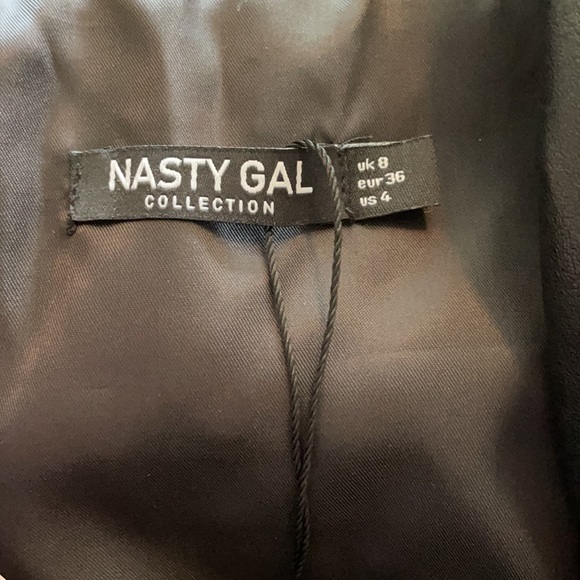 NASTY GAL
COLLECTION
uk 8
eur 36
us 4